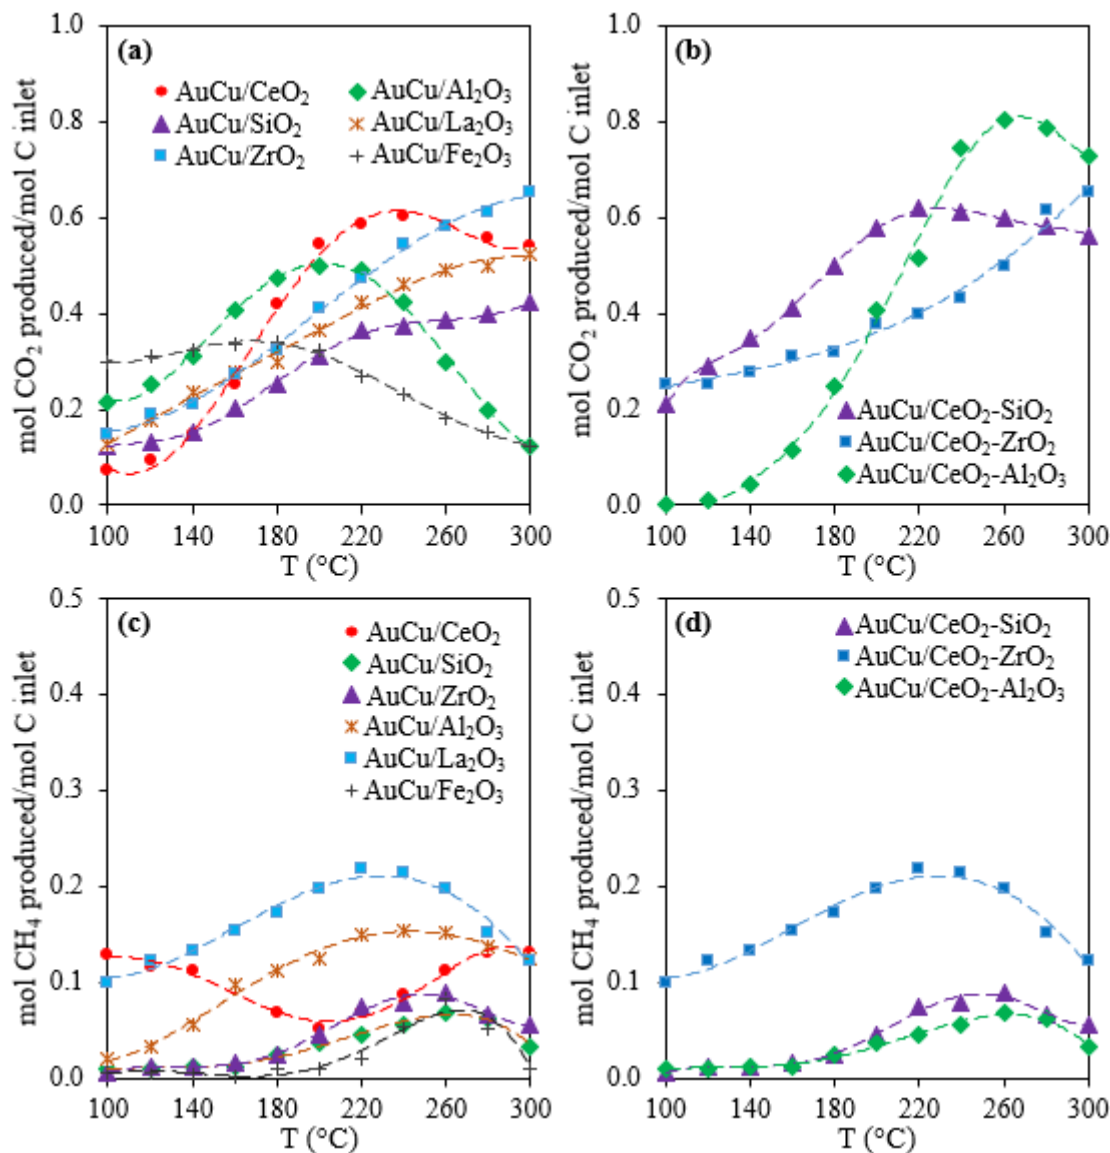 (a)
AuCu/CeO₂
AuCu/Al₂O₃
AuCu/SiO₂
AuCu/La₂O₃
AuCu/ZrO₂
AuCu/Fe₂O₃
mol CO₂ produced/mol C inlet
1.0
0.8
0.6
0.4
0.2
0.0
100 140 180 220 260 300
T (°C)
(b)
AuCu/CeO₂-SiO₂
AuCu/CeO₂-ZrO₂
AuCu/CeO₂-Al₂O₃
mol CO₂ produced/mol C inlet
1.0
0.8
0.6
0.4
0.2
0.0
100 140 180 220 260 300
T (°C)
(c)
AuCu/CeO₂
AuCu/SiO₂
AuCu/ZrO₂
AuCu/Al₂O₃
AuCu/La₂O₃
AuCu/Fe₂O₃
mol CH₄ produced/mol C inlet
0.5
0.4
0.3
0.2
0.1
0.0
100 140 180 220 260 300
T (°C)
(d)
AuCu/CeO₂-SiO₂
AuCu/CeO₂-ZrO₂
AuCu/CeO₂-Al₂O₃
mol CH₄ produced/mol C inlet
0.5
0.4
0.3
0.2
0.1
0.0
100 140 180 220 260 300
T (°C)